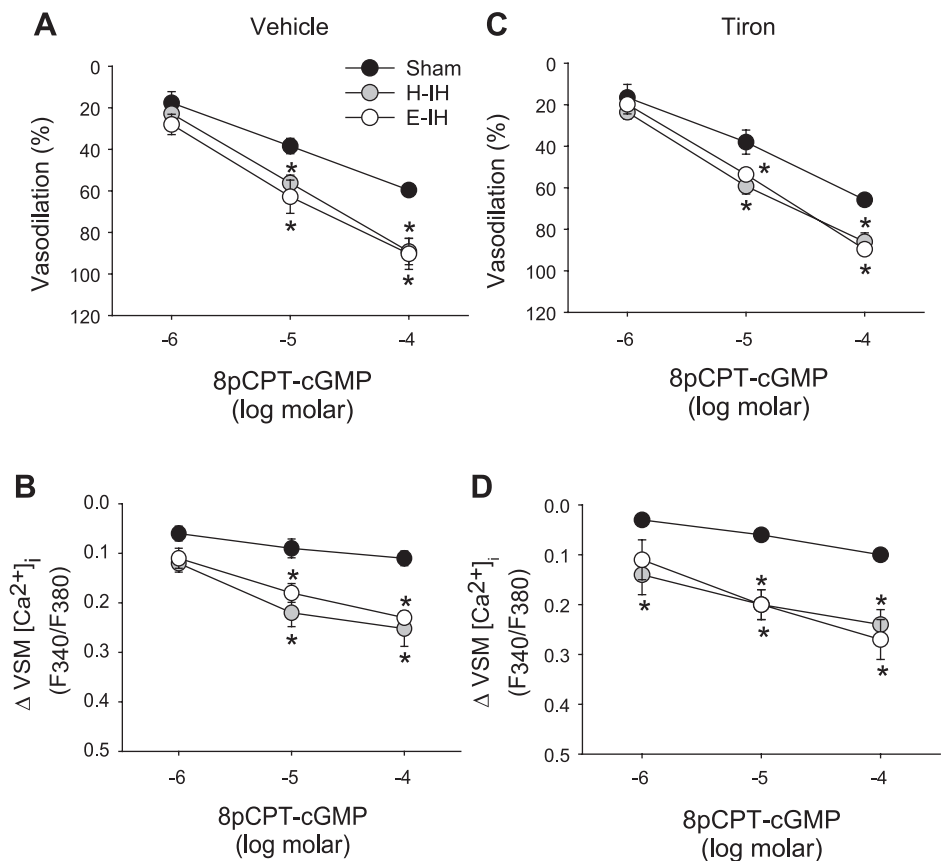 A
Vehicle
Vasodilation (%)
0
20
40
60
80
100
120
Sham
H-IH
E-IH
*
*
*
*
-6
-5
-4
8pCPT-cGMP
(log molar)
C
Tiron
Vasodilation (%)
0
20
40
60
80
100
120
*
*
*
*
-6
-5
-4
8pCPT-cGMP
(log molar)
B
Δ VSM [Ca2+]i
(F340/F380)
0.0
0.1
0.2
0.3
0.4
0.5
*
*
*
*
-6
-5
-4
8pCPT-cGMP
(log molar)
D
Δ VSM [Ca2+]i
(F340/F380)
0.0
0.1
0.2
0.3
0.4
0.5
*
*
*
*
*
-6
-5
-4
8pCPT-cGMP
(log molar)